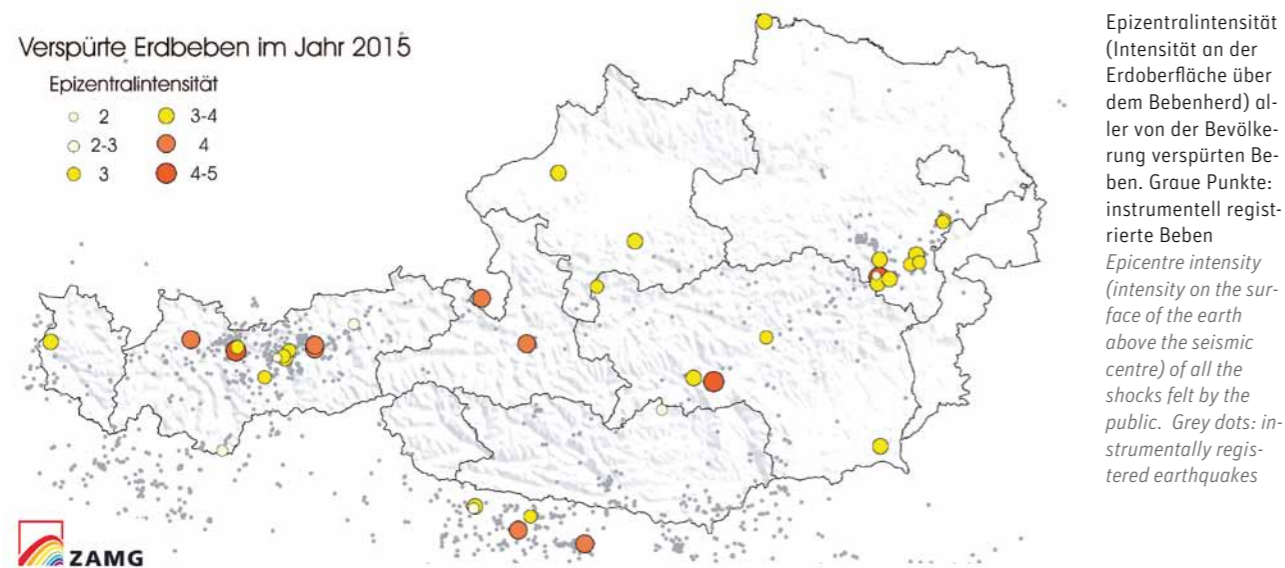 Verspürte Erdbeben im Jahr 2015
Epizentralintensität
2
3-4
2-3
4
3
4-5
ZAMG
Epizentralintensität
(Intensität an der
Erdoberfläche über
dem Bebenherd) al-
ler von der Bevölke-
rung verspürten Be-
ben. Graue Punkte:
instrumentell regist-
rierte Beben
Epicentre intensity
(intensity on the sur-
face of the earth
above the seismic
centre) of all the
shocks felt by the
public. Grey dots: in-
strumentally regis-
tered earthquakes